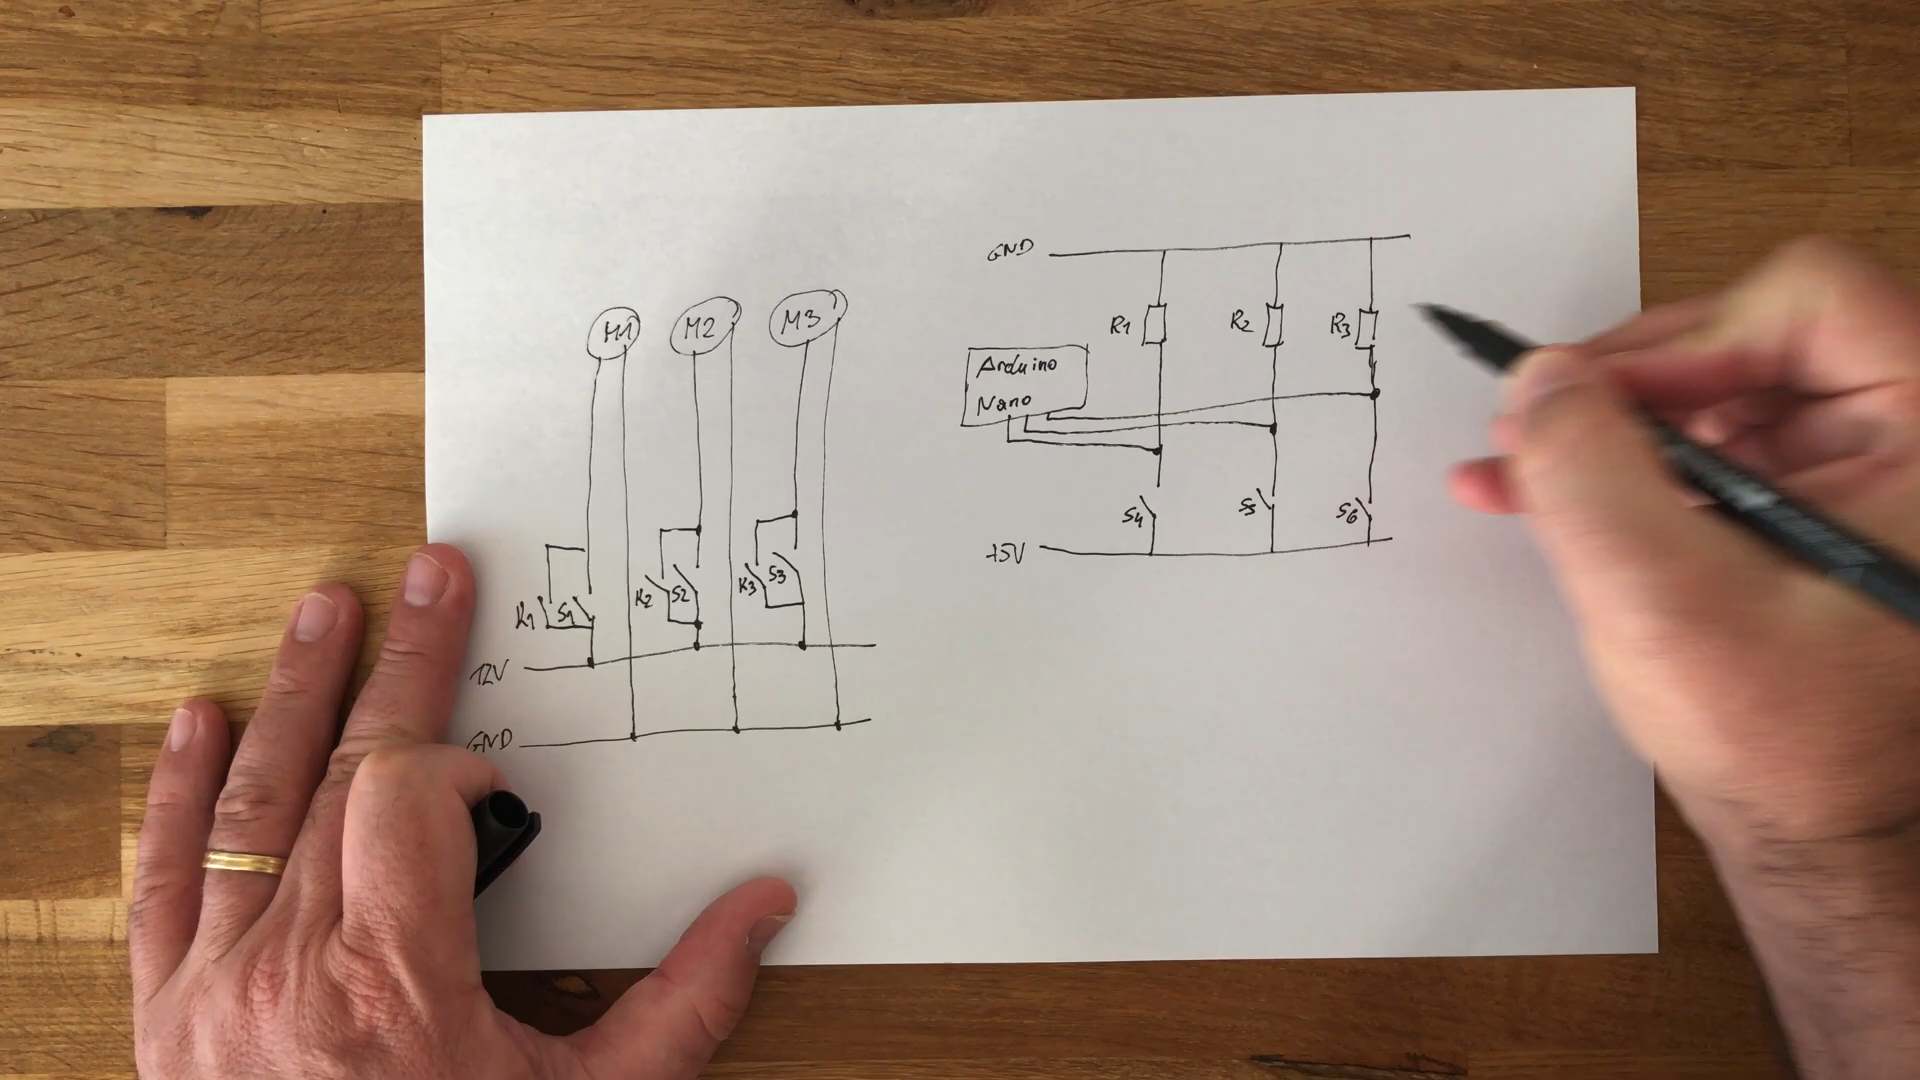 M1
M2
M3
K1
S1
K2
S2
K3
S3
12V
GND
GND
R1
R2
R3
Arduino
Nano
S4
S5
S6
+5V